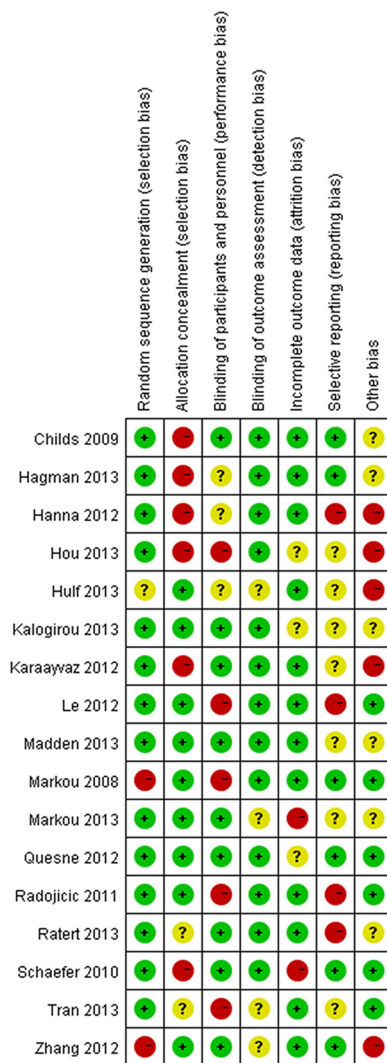 Random sequence generation (selection bias)
Allocation concealment (selection bias)
Blinding of participants and personnel (performance bias)
Blinding of outcome assessment (detection bias)
Incomplete outcome data (attrition bias)
Selective reporting (reporting bias)
Other bias
Childs 2009 + - + + + + ?
Hagman 2013 + - ? + + + ?
Hanna 2012 + - ? + + - -
Hou 2013 + - - + ? ? -
Hulf 2013 ? + ? ? + ? -
Kalogirou 2013 + + + + ? ? ?
Karaayvaz 2012 + - + + + ? -
Le 2012 + + - + + - +
Madden 2013 + + + + + ? ?
Markou 2008 - + - + + + +
Markou 2013 + + + ? - ? ?
Quesne 2012 + + + + ? + +
Radojicic 2011 + + - + + - +
Ratert 2013 + ? + + + - +
Schaefer 2010 + - + + - + +
Tran 2013 + ? - ? + ? +
Zhang 2012 - + + ? + + -